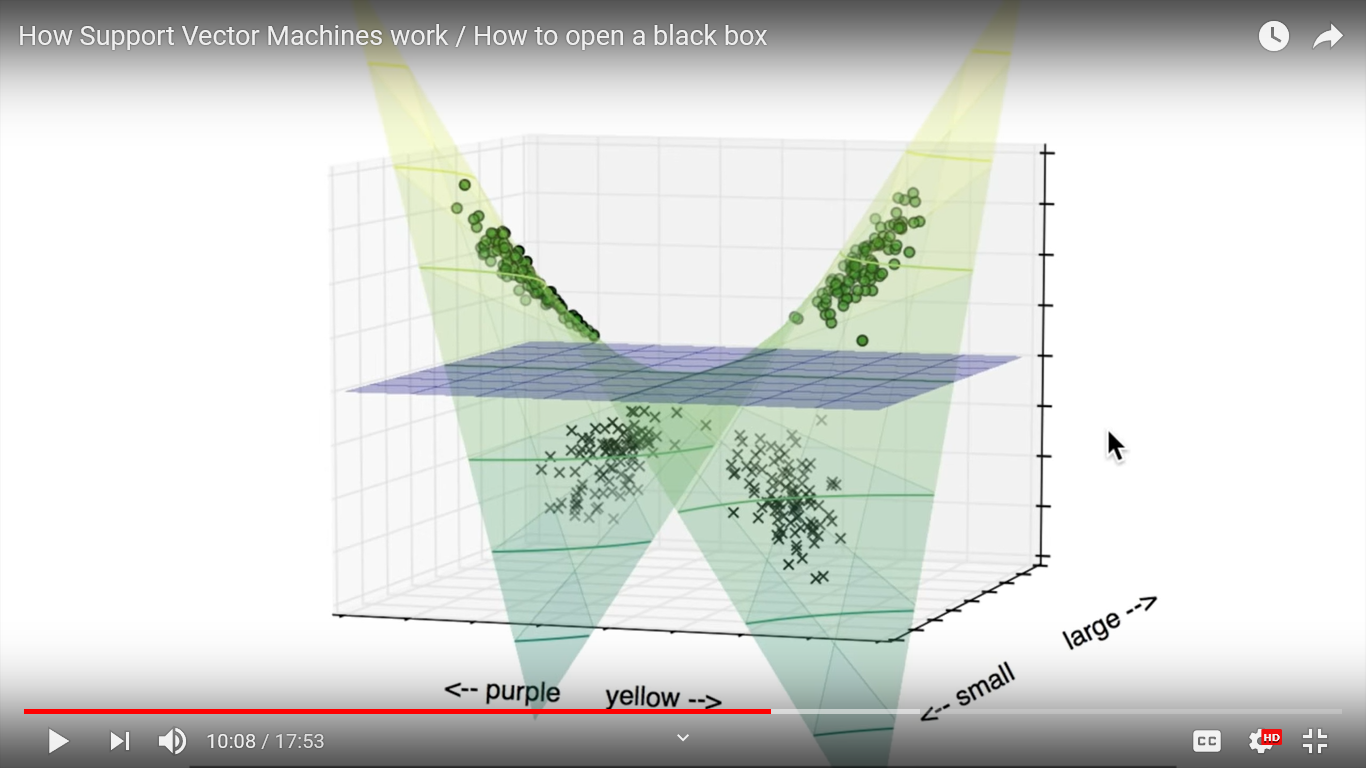 How Support Vector Machines work / How to open a black box
large -->
<-- small
<-- purple yellow -->
10:08 / 17:53
CC
HD